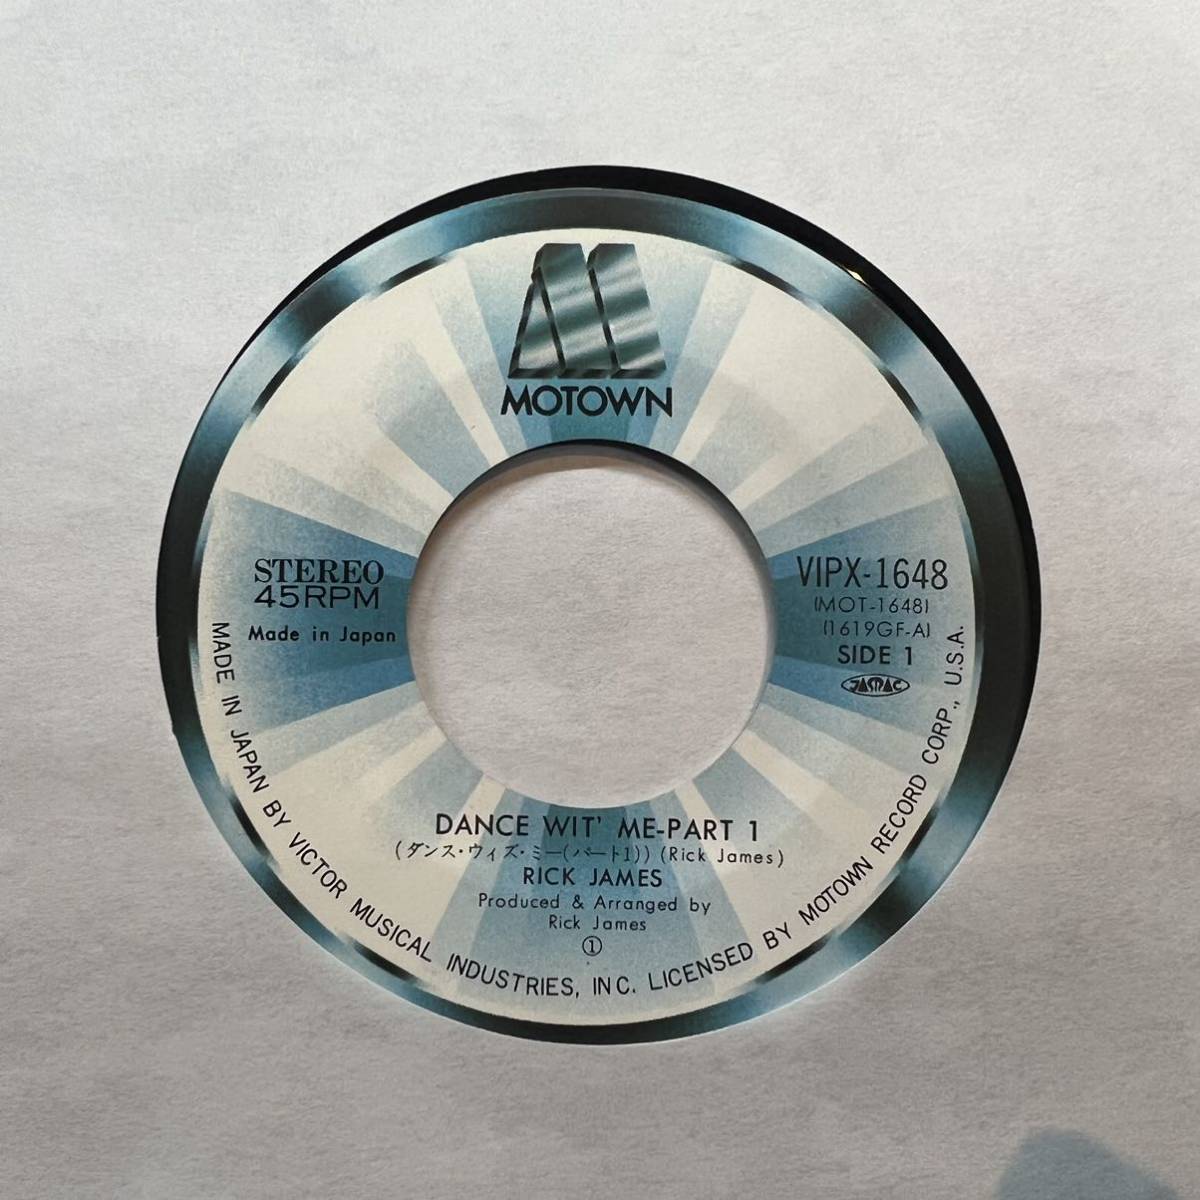 MOTOWN
STEREO
45RPM
Made in Japan
VIPX-1648
(MOT-1648)
(1619GF-A)
SIDE 1
JASRAC
DANCE WIT' ME-PART 1
(ダンス・ウィズ・ミー(パート1)) (Rick James)
RICK JAMES
Produced & Arranged by
Rick James
①
MADE IN JAPAN BY VICTOR MUSICAL INDUSTRIES, INC. LICENSED BY MOTOWN RECORD CORP., U.S.A.